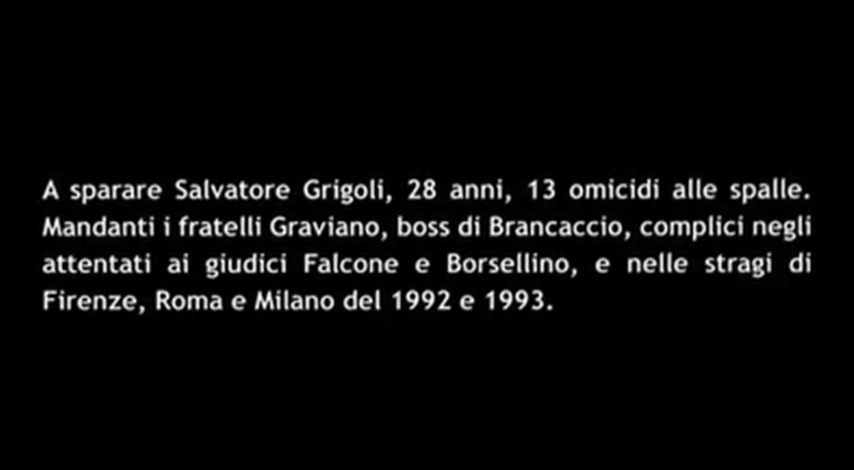 A sparare Salvatore Grigoli, 28 anni, 13 omicidi alle spalle.
Mandanti i fratelli Graviano, boss di Brancaccio, complici negli
attentati ai giudici Falcone e Borsellino, e nelle stragi di
Firenze, Roma e Milano del 1992 e 1993.